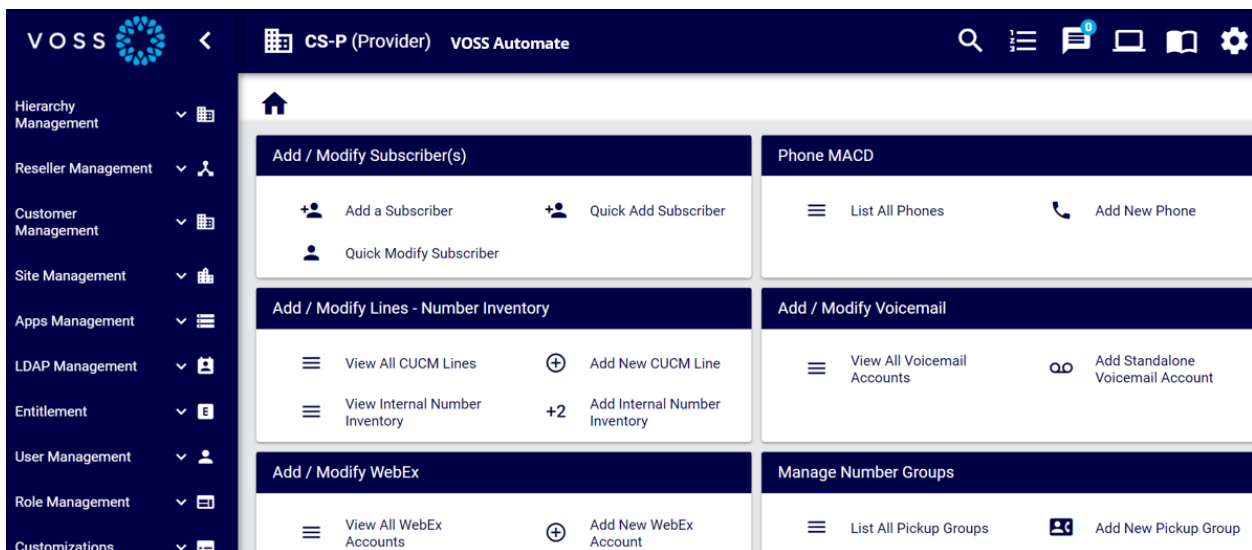 VOSS
CS-P (Provider) VOSS Automate
0
Hierarchy
Management
Reseller Management
Customer
Management
Site Management
Apps Management
LDAP Management
Entitlement
E
User Management
Role Management
Customizations
Add / Modify Subscriber(s)
Add a Subscriber
Quick Add Subscriber
Quick Modify Subscriber
Phone MACD
List All Phones
Add New Phone
Add / Modify Lines - Number Inventory
View All CUCM Lines
Add New CUCM Line
View Internal Number
Inventory
+2
Add Internal Number
Inventory
Add / Modify Voicemail
View All Voicemail
Accounts
Add Standalone
Voicemail Account
Add / Modify WebEx
View All WebEx
Accounts
Add New WebEx
Account
Manage Number Groups
List All Pickup Groups
Add New Pickup Group